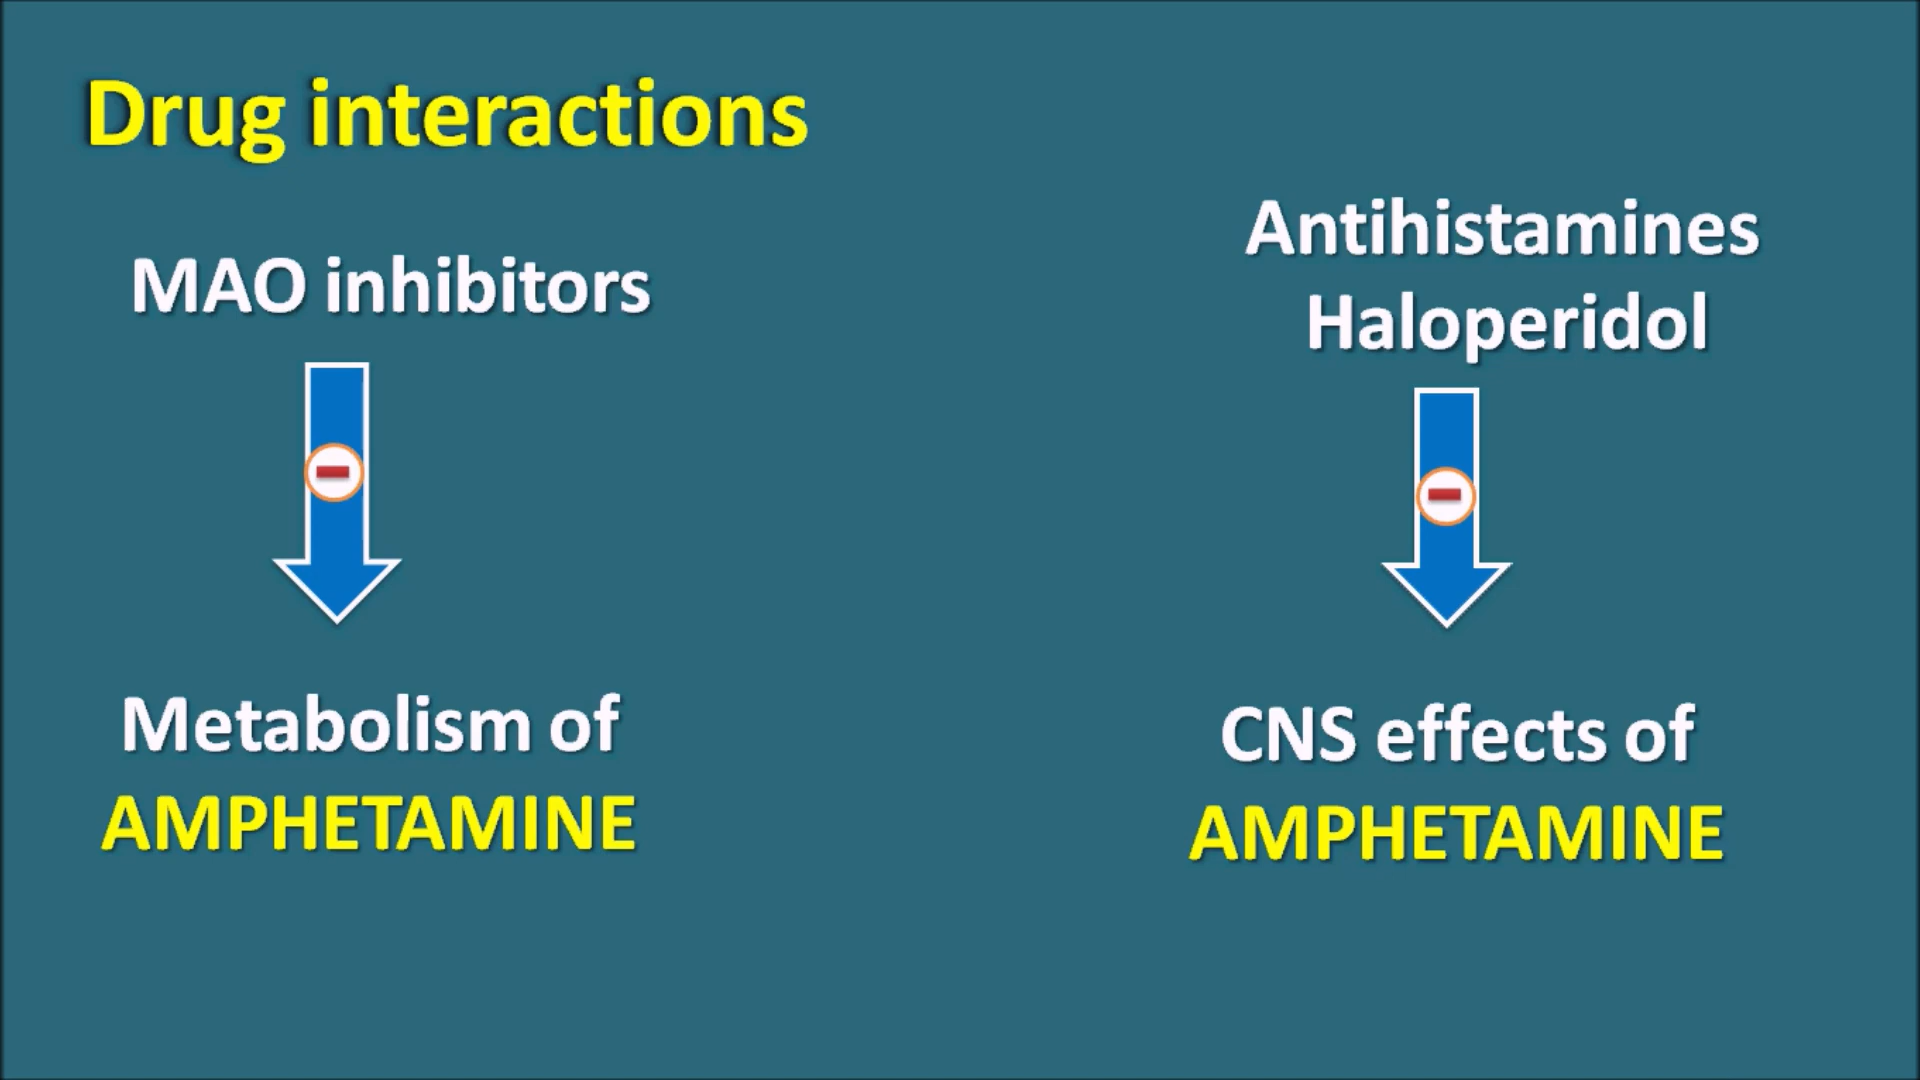 Drug interactions
MAO inhibitors
Metabolism of
AMPHETAMINE
Antihistamines
Haloperidol
CNS effects of
AMPHETAMINE